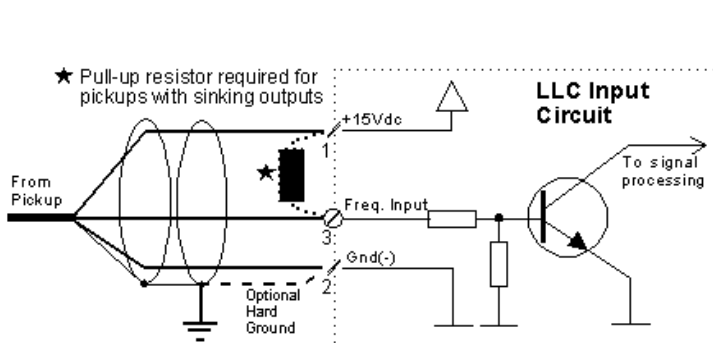 ★ Pull-up resistor required for
pickups with sinking outputs
LLC Input
Circuit
+15Vdc
1
★
To signal
processing
From
Pickup
Freq. Input
3
Gnd(-)
2
Optional
Hard
Ground